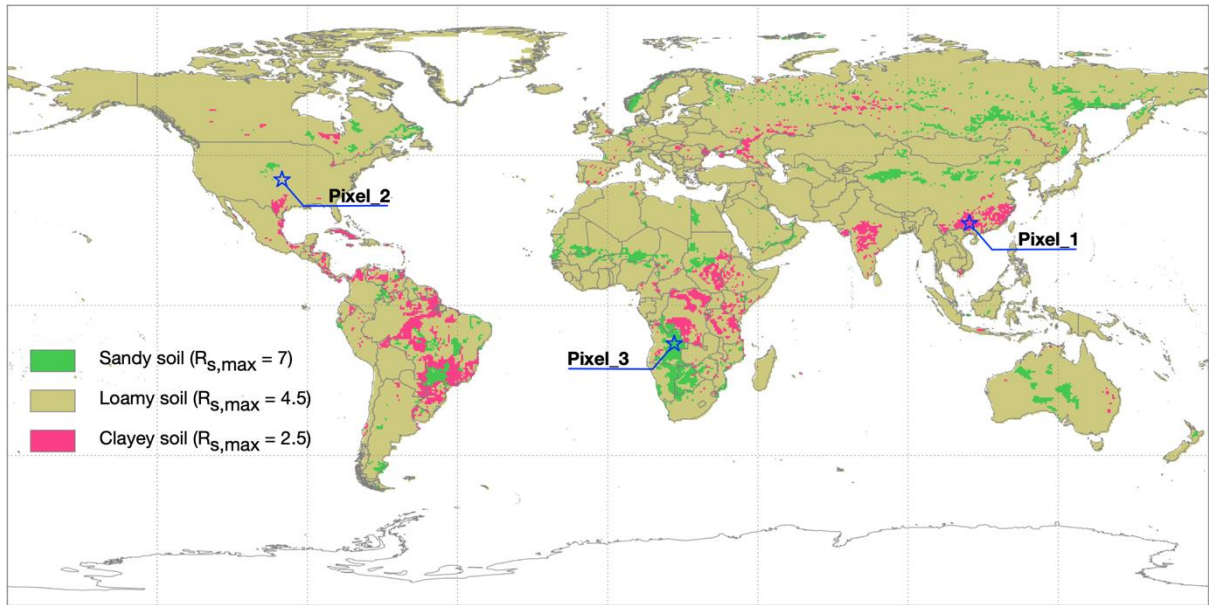 Pixel_2
Pixel_1
Pixel_3
Sandy soil (Rs,max = 7)
Loamy soil (Rs,max = 4.5)
Clayey soil (Rs,max = 2.5)